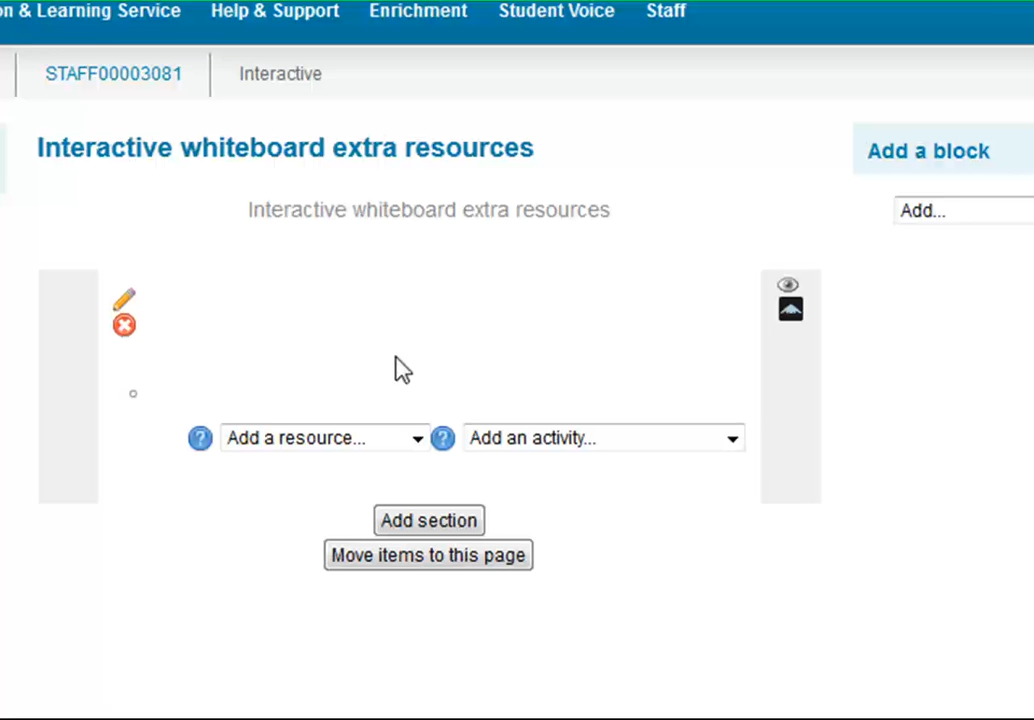 n & Learning Service Help & Support Enrichment Student Voice Staff
STAFF00003081 Interactive
Interactive whiteboard extra resources
Add a block
Interactive whiteboard extra resources
Add...
Add a resource... Add an activity...
Add section
Move items to this page